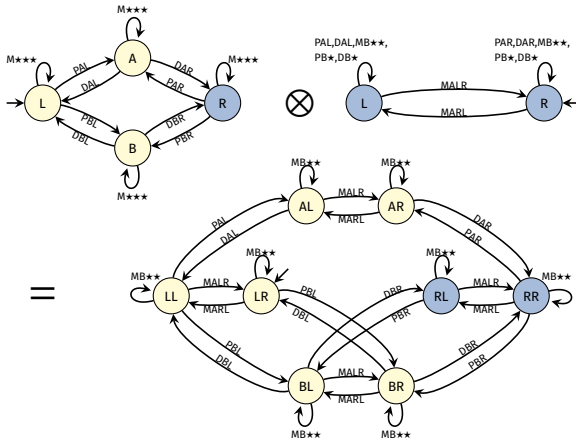 M★★★
M★★★ A M★★★
PAL DAR
DAL PAR
L R
PBL DBR
DBL PBR
B
M★★★
⊗
PAL,DAL,MB★★,
PB★,DB★
PAR,DAR,MB★★,
PB★,DB★
L MALR R
MARL
=
MB★★ MB★★
AL MALR AR
MARL
PAL DAR
DAL PAR
MB★★ MB★★
MB★★ MALR PBL DBR MALR MB★★
LL LR RL RR
MARL DBL PBR MARL
PBL DBR
DBL PBR
BL MALR BR
MARL
MB★★ MB★★